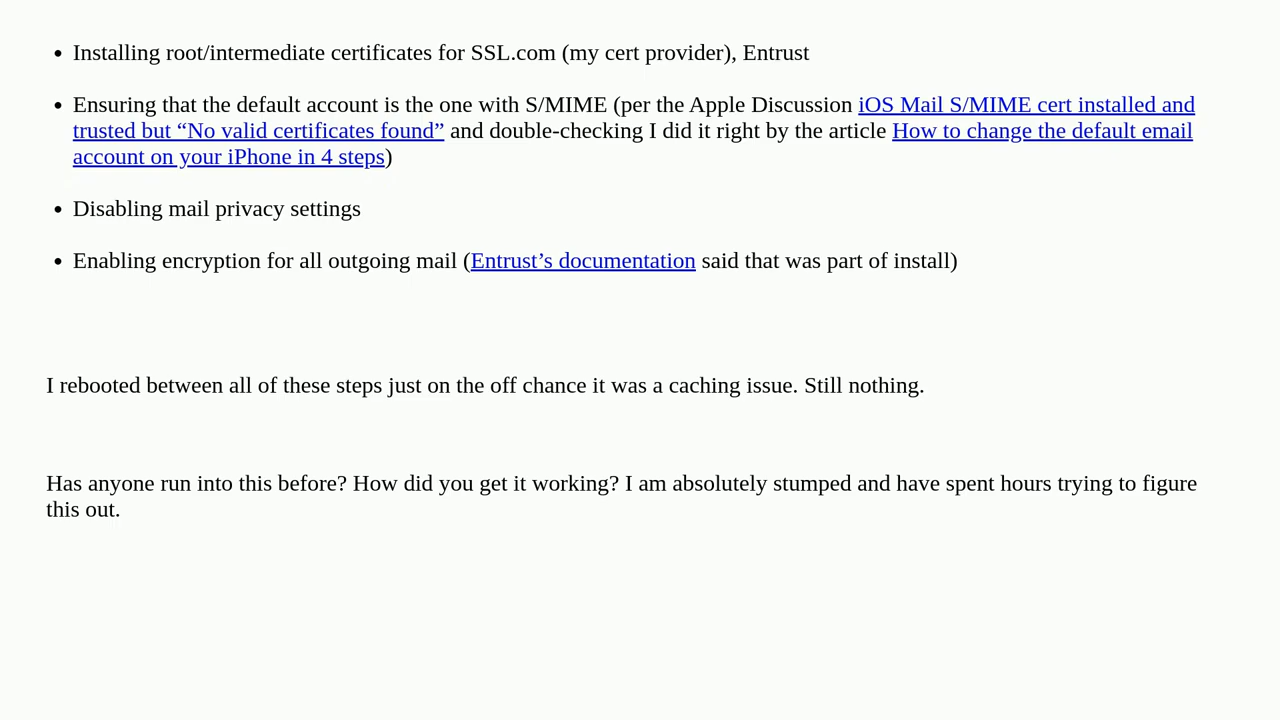 • Installing root/intermediate certificates for SSL.com (my cert provider), Entrust
• Ensuring that the default account is the one with S/MIME (per the Apple Discussion iOS Mail S/MIME cert installed and
trusted but “No valid certificates found” and double-checking I did it right by the article How to change the default email
account on your iPhone in 4 steps)
• Disabling mail privacy settings
• Enabling encryption for all outgoing mail (Entrust’s documentation said that was part of install)
I rebooted between all of these steps just on the off chance it was a caching issue. Still nothing.
Has anyone run into this before? How did you get it working? I am absolutely stumped and have spent hours trying to figure
this out.